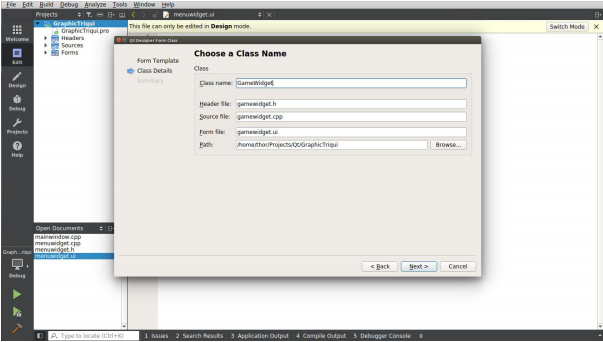 File Edit Build Debug Analyze Tools Window Help
Projects
menuwidget.ui
GraphicTriqui
GraphicTriqui.pro
Headers
Sources
Forms
This file can only be edited in Design mode.
Switch Mode
Welcome
Edit
Design
Debug
Projects
Help
Qt Designer Form Class
Form Template
Class Details
Summary
Choose a Class Name
Class
Class name: GameWidget
Header file: gamewidget.h
Source file: gamewidget.cpp
Form file: gamewidget.ui
Path: /home/thor/Projects/Qt/GraphicTriqui
Browse...
< Back
Next >
Cancel
Open Documents
mainwindow.cpp
menuwidget.cpp
menuwidget.h
menuwidget.ui
Graph...riqui
Debug
Type to locate (Ctrl+K)
1 Issues 2 Search Results 3 Application Output 4 Compile Output 5 Debugger Console